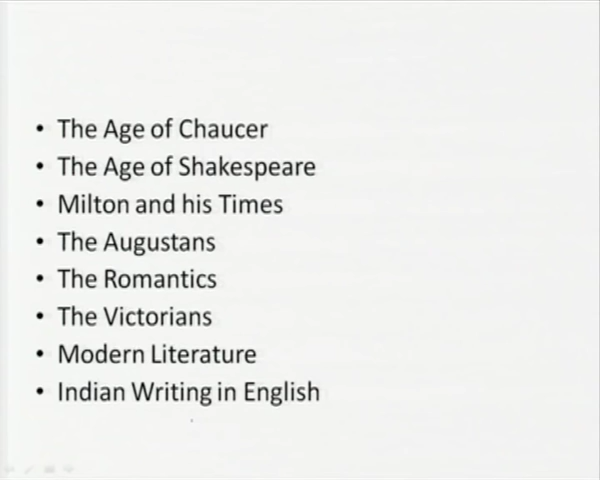 • The Age of Chaucer
• The Age of Shakespeare
• Milton and his Times
• The Augustans
• The Romantics
• The Victorians
• Modern Literature
• Indian Writing in English